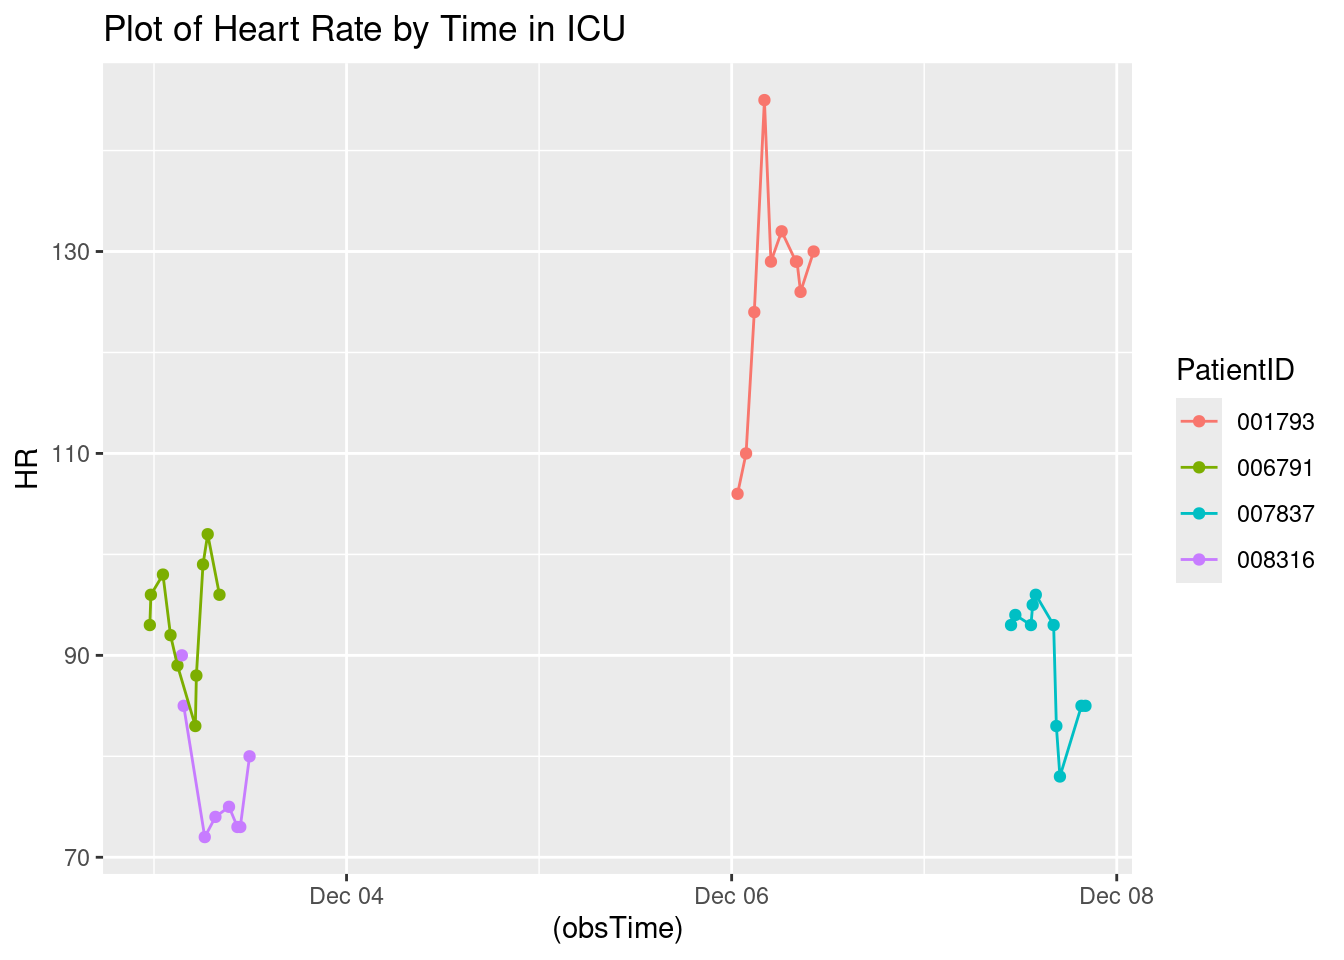 Plot of Heart Rate by Time in ICU
HR
130
110
90
70
Dec 04
Dec 06
Dec 08
(obsTime)
PatientID
001793
006791
007837
008316